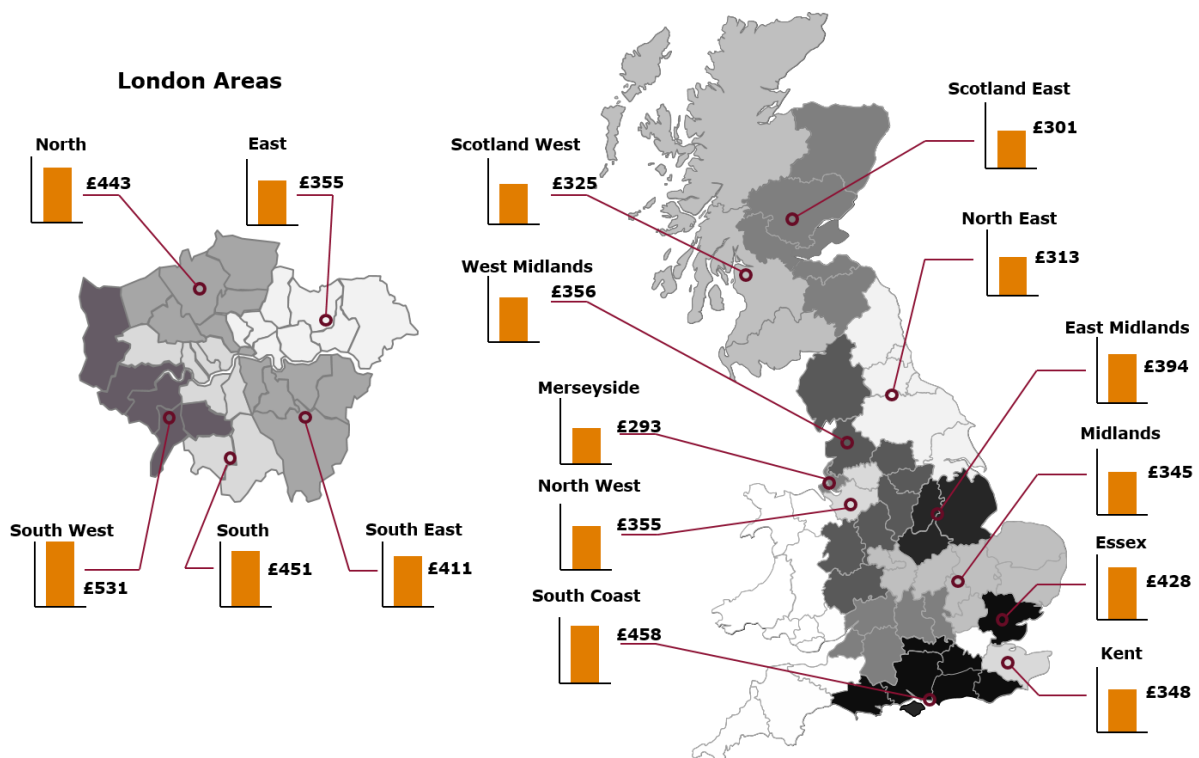 London Areas
North
£443
East
£355
South West
£531
South
£451
South East
£411
Scotland East
£301
Scotland West
£325
North East
£313
West Midlands
£356
East Midlands
£394
Merseyside
£293
Midlands
£345
North West
£355
Essex
£428
South Coast
£458
Kent
£348